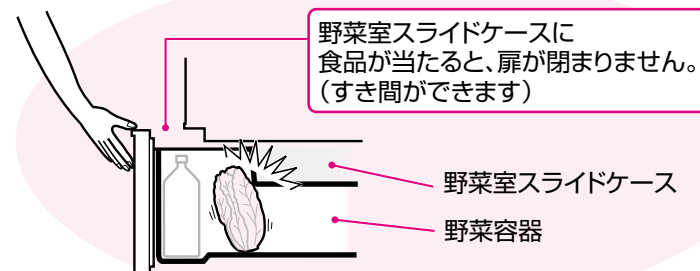 野菜室スライドケースに
食品が当たると、扉が閉まりません。
（すき間ができます）
野菜室スライドケース
野菜容器